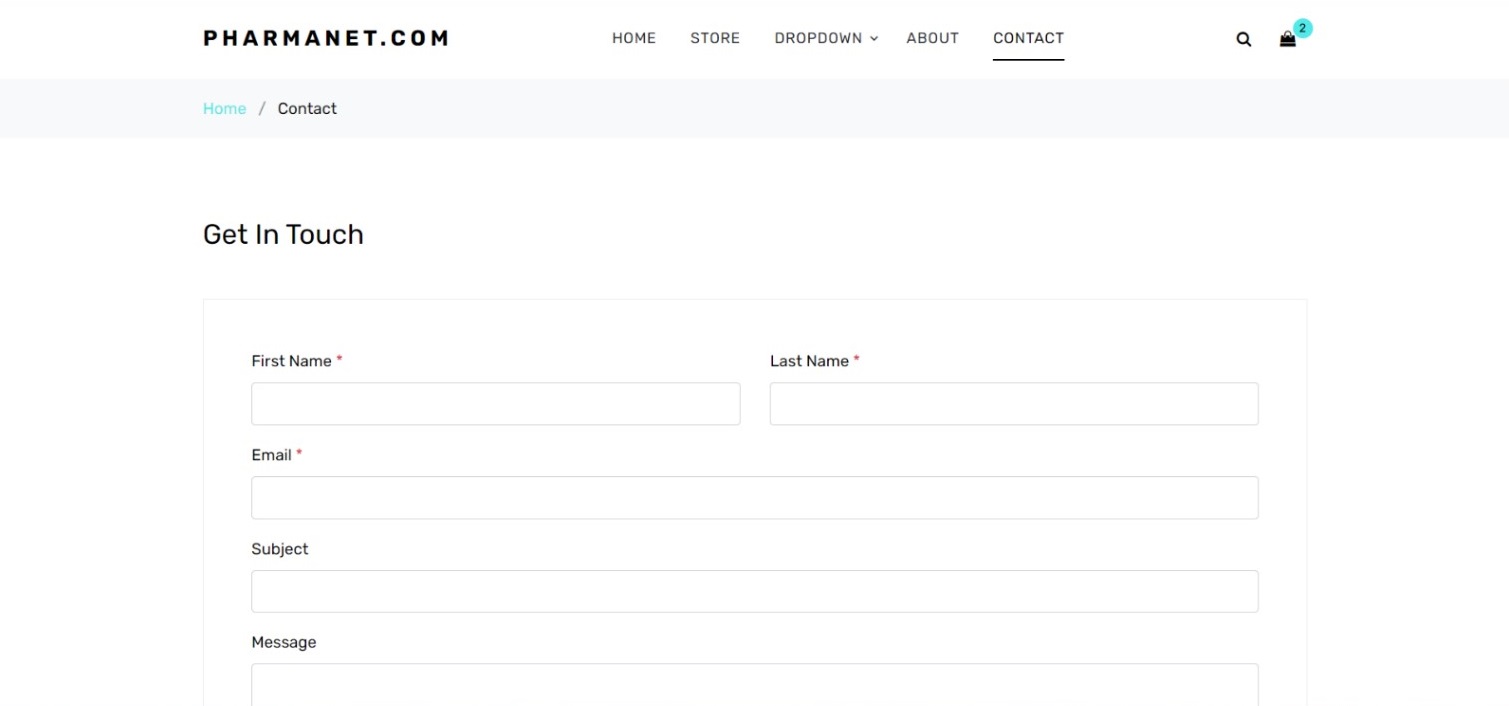 PHARMANET.COM HOME STORE DROPDOWN ABOUT CONTACT 2
Home / Contact
Get In Touch
First Name * Last Name *
Email *
Subject
Message